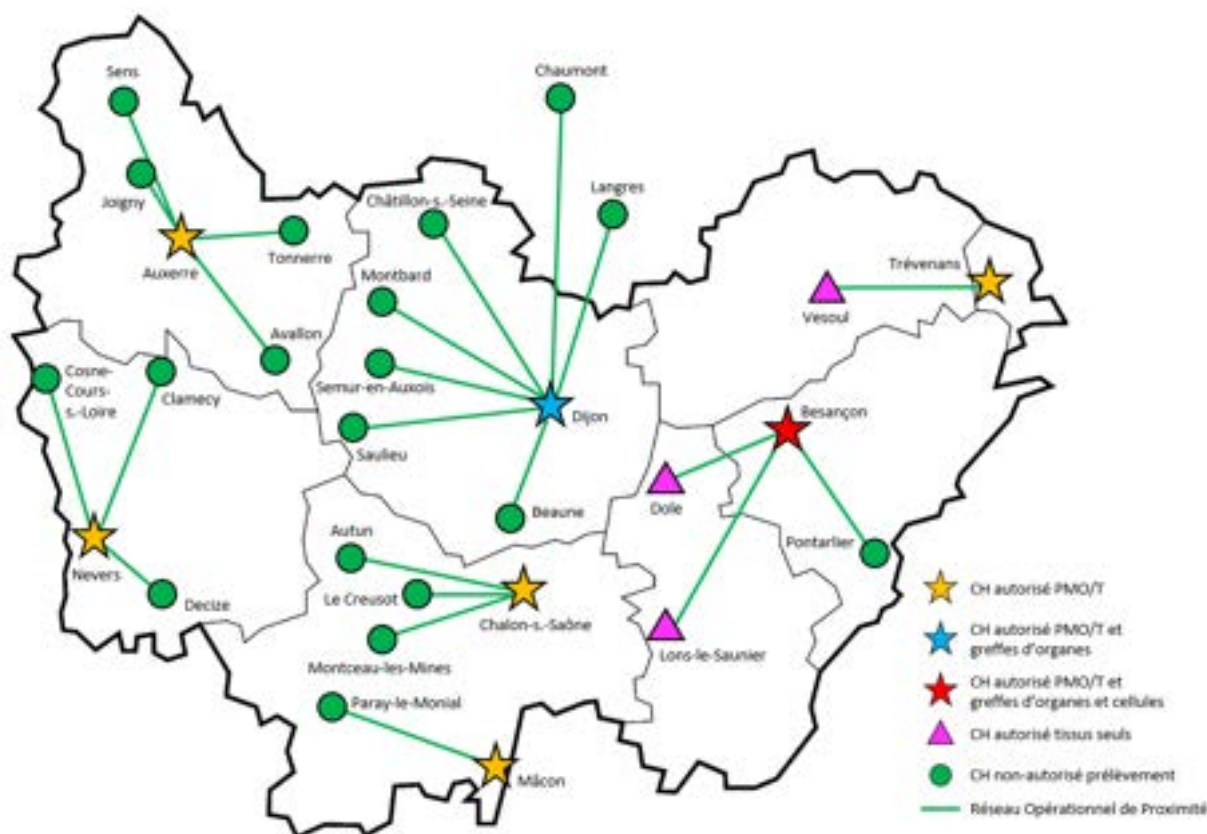 Sens
Chaumont
Joigny
Châtillon-s.-Seine
Langres
Auxerre
Tonnerre
Trévenans
Montbard
Vesoul
Avallon
Cosne-
Cours-
s.-Loire
Clamecy
Semur-en-Auxois
Dijon
Besançon
Saulieu
Dole
Beaune
Autun
Pontarlier
Nevers
Decize
Le Creusot
Chalon-s.-Saône
Montceau-les-Mines
Lons-le-Saunier
Paray-le-Monial
Mâcon
CH autorisé PMO/T
CH autorisé PMO/T et
greffes d'organes
CH autorisé PMO/T et
greffes d'organes et cellules
CH autorisé tissus seuls
CH non-autorisé prélèvement
Réseau Opérationnel de Proximité